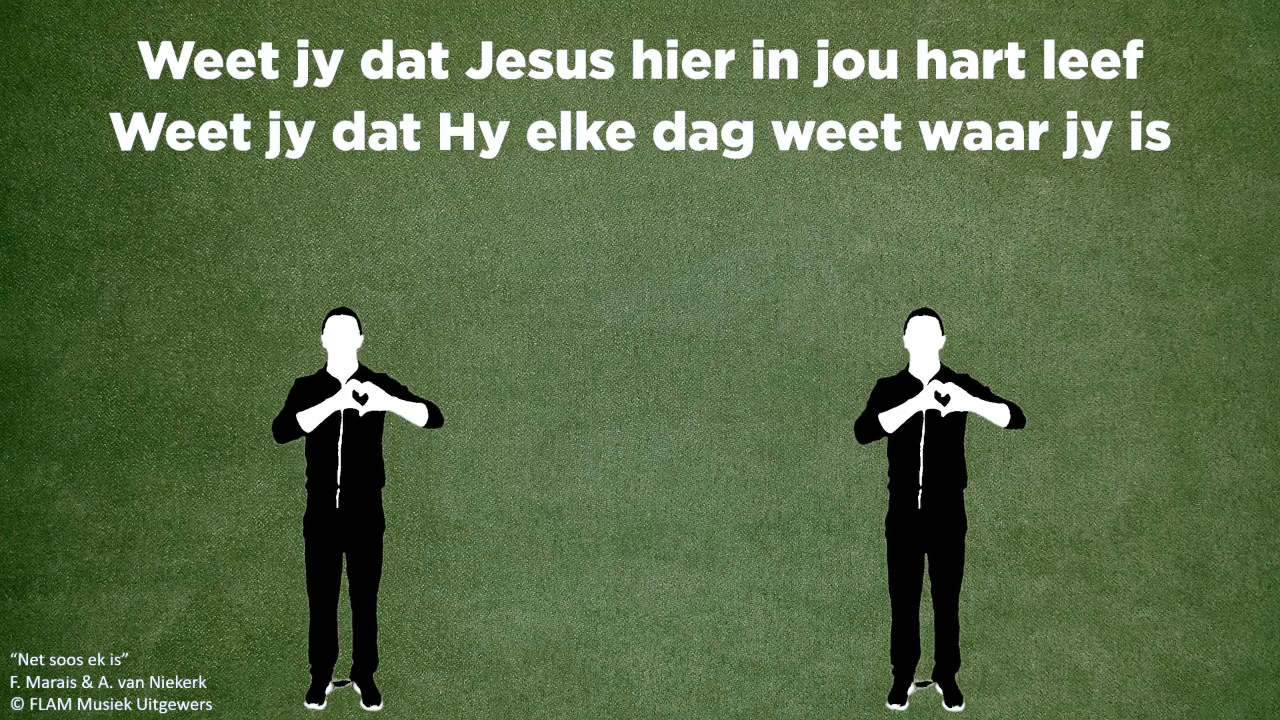 Weet jy dat Jesus hier in jou hart leef
Weet jy dat Hy elke dag weet waar jy is
“Net soos ek is”
F. Marais & A. van Niekerk
© FLAM Musiek Uitgewers